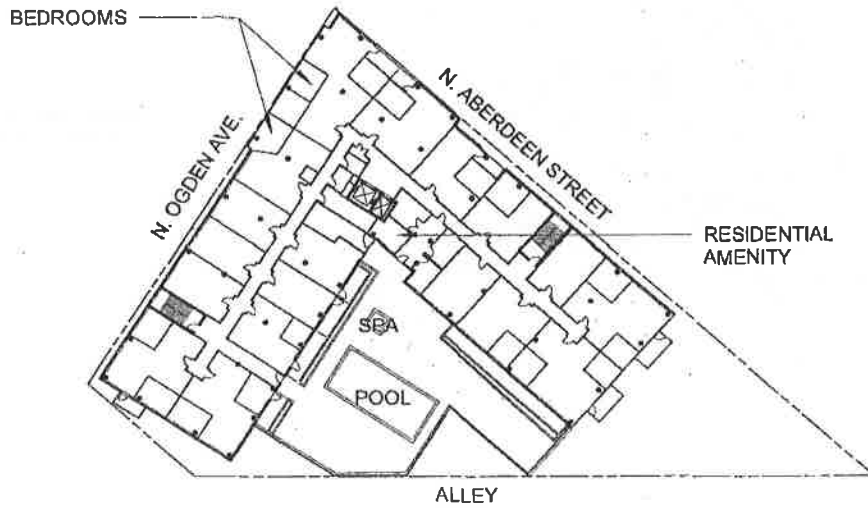 BEDROOMS
N. OGDEN AVE.
N. ABERDEEN STREET
RESIDENTIAL
AMENITY
SPA
POOL
ALLEY